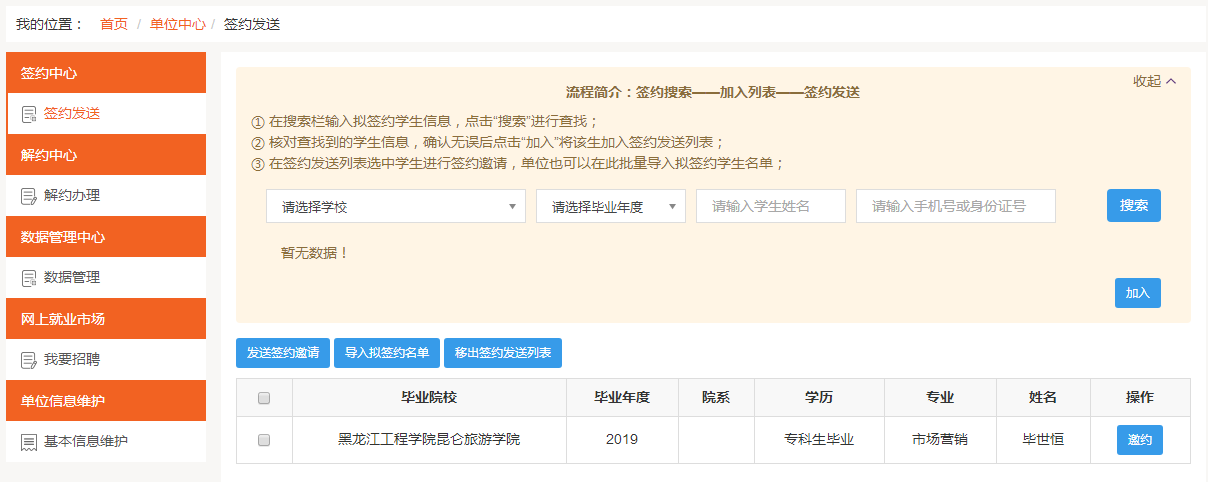 我的位置： 首页 / 单位中心 / 签约发送
签约中心
签约发送
解约中心
解约办理
数据管理中心
数据管理
网上就业市场
我要招聘
单位信息维护
基本信息维护
收起
流程简介：签约搜索——加入列表——签约发送
① 在搜索栏输入拟签约学生信息，点击“搜索”进行查找；
② 核对查找到的学生信息，确认无误后点击“加入”将该生加入签约发送列表；
③ 在签约发送列表选中学生进行签约邀请，单位也可以在此批量导入拟签约学生名单；
请选择学校 请选择毕业年度 请输入学生姓名 请输入手机号或身份证号 搜索
暂无数据！
加入
发送签约邀请 导入拟签约名单 移出签约发送列表
毕业院校 毕业年度 院系 学历 专业 姓名 操作
黑龙江工程学院昆仑旅游学院 2019 专科生毕业 市场营销 毕世恒 邀约